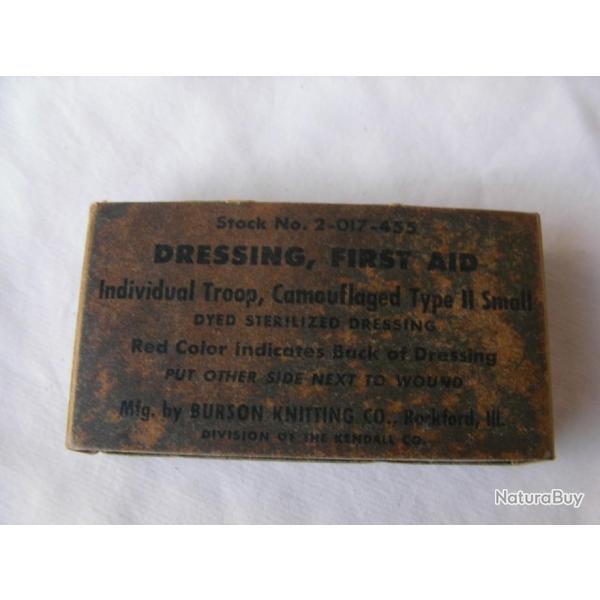 Stock No. 2-017-455
DRESSING, FIRST AID
Individual Troop, Camouflaged Type II Small
DYED STERILIZED DRESSING
Red Color Indicates Back of Dressing
PUT OTHER SIDE NEXT TO WOUND
Mfg. by BURSON KNITTING CO., Rockford, Ill.
DIVISION OF THE KENDALL CO.
NaturaBuy